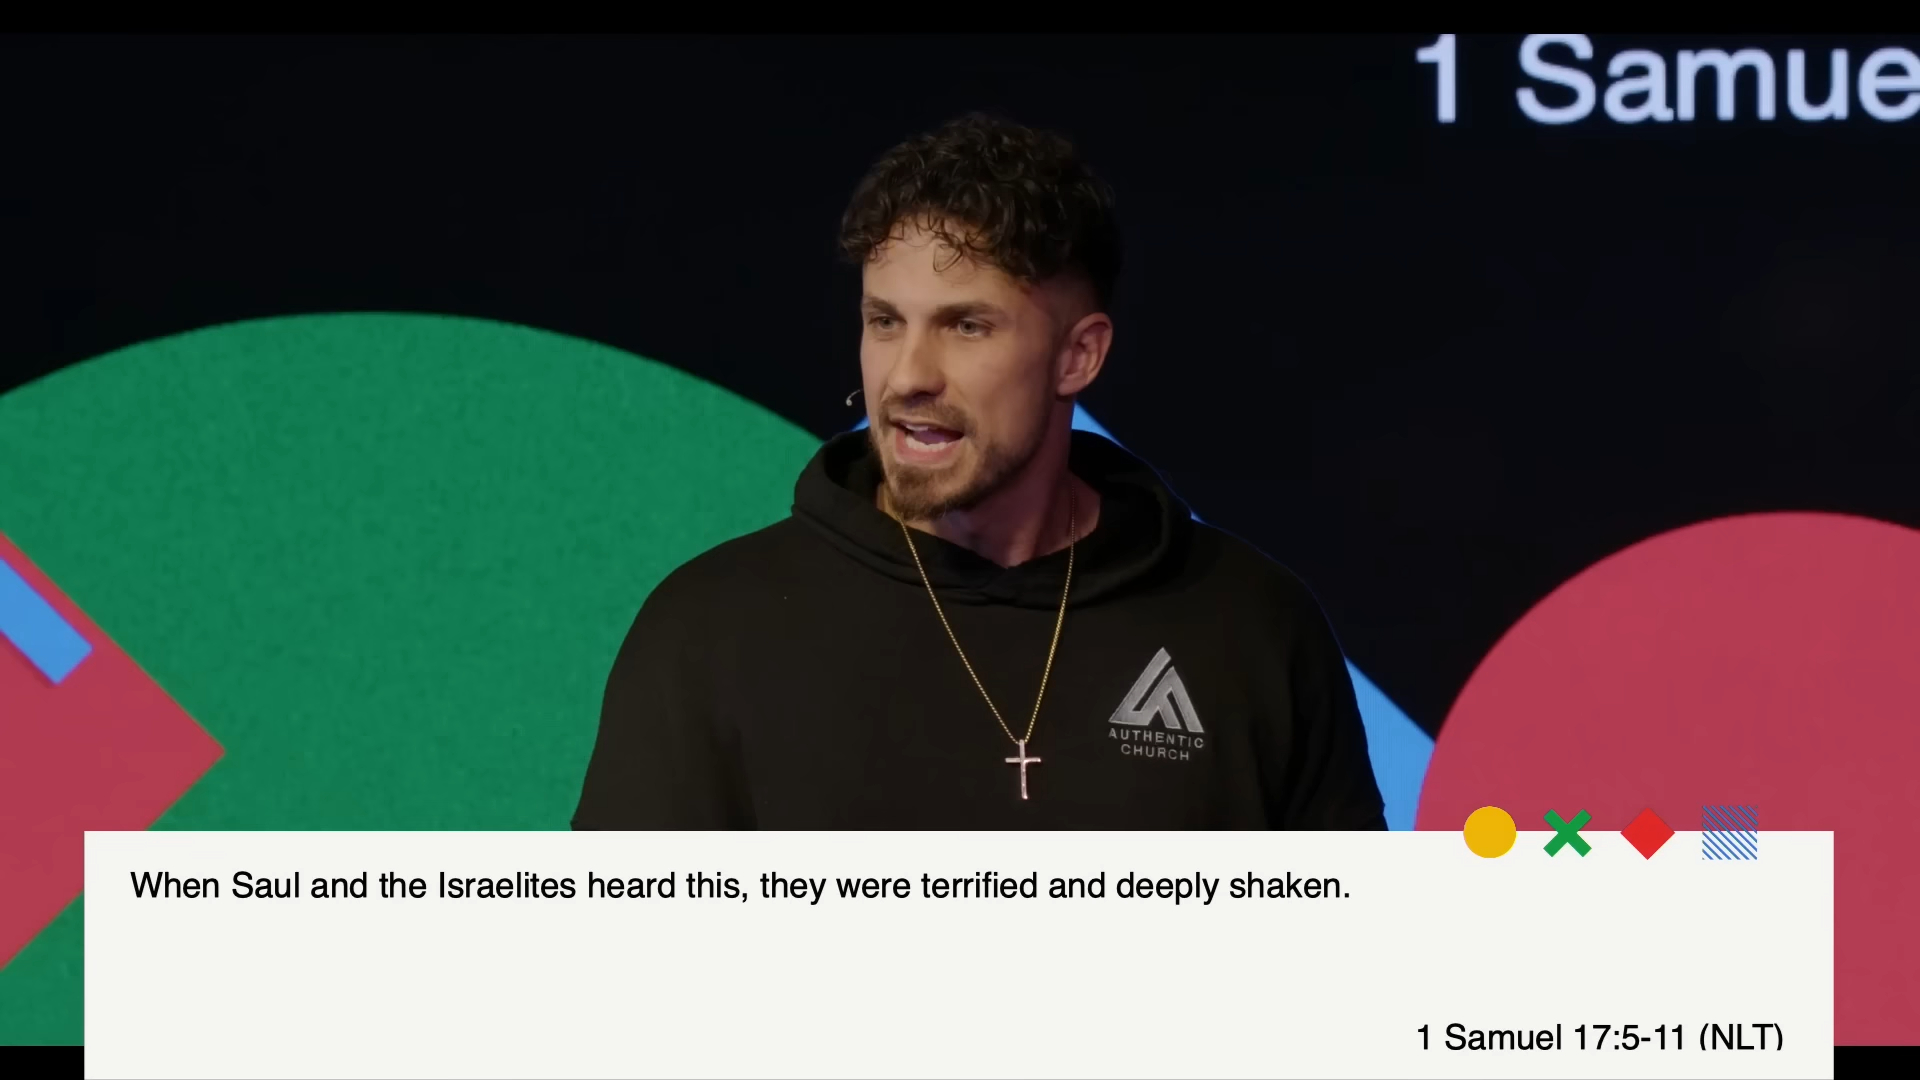 1 Samue
AUTHENTIC
CHURCH
When Saul and the Israelites heard this, they were terrified and deeply shaken.
1 Samuel 17:5-11 (NLT)